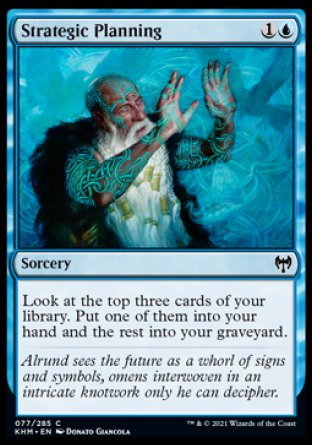 Strategic Planning 1
Sorcery
Look at the top three cards of your
library. Put one of them into your
hand and the rest into your graveyard.
Alrund sees the future as a whorl of signs
and symbols, omens interwoven in an
intricate knotwork only he can decipher.
077/285 C
KHM • EN DONATO GIANCOLA
™ & © 2021 Wizards of the Coast